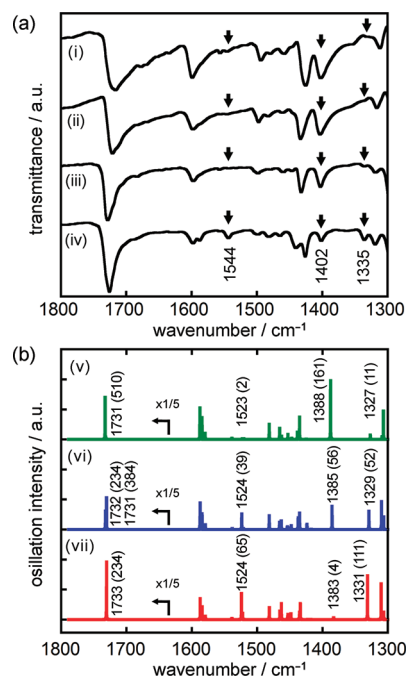 (a)
transmittance / a.u.
(i)
(ii)
(iii)
(iv)
1544
1402
1335
1800 1700 1600 1500 1400 1300
wavenumber / cm⁻¹
(b)
osillation intensity / a.u.
(v)
1731 (510)
x1/5
1523 (2)
1388 (161)
1327 (11)
(vi)
1732 (234)
1731 (384)
x1/5
1524 (39)
1385 (56)
1329 (52)
(vii)
1733 (234)
x1/5
1524 (65)
1383 (4)
1331 (111)
1800 1700 1600 1500 1400 1300
wavenumber / cm⁻¹